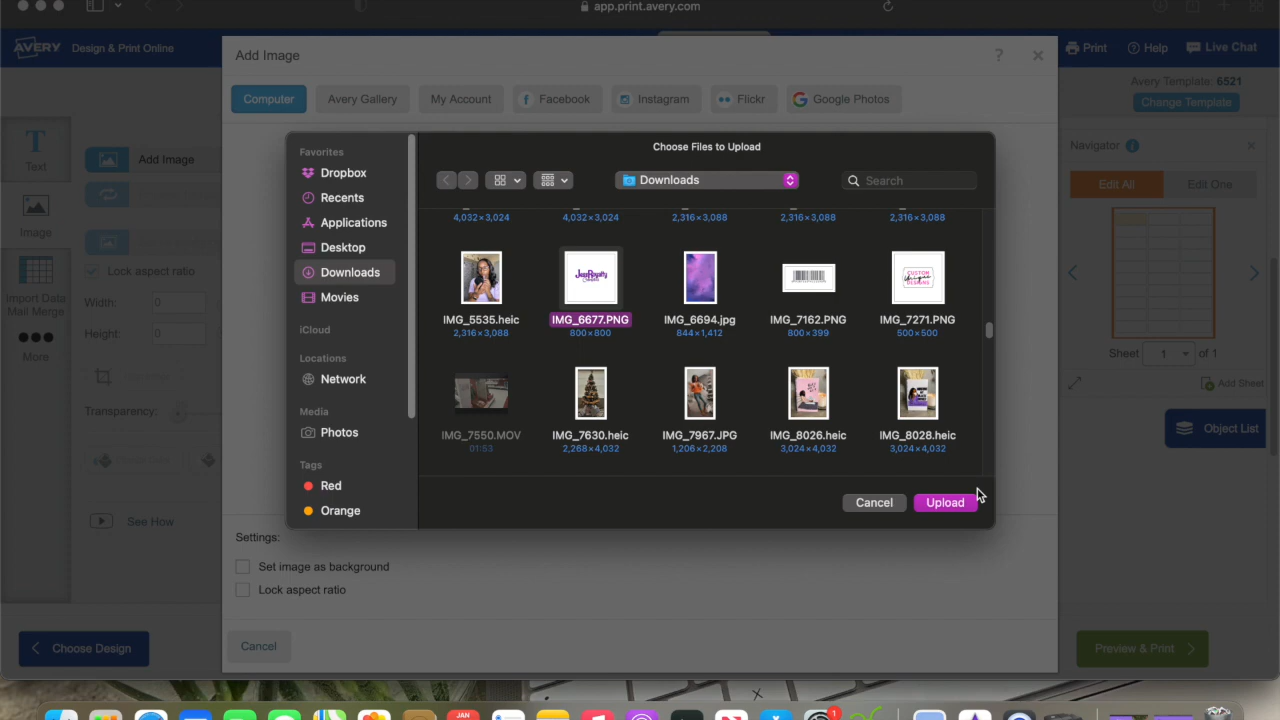 app.print.avery.com
AVERY Design & Print Online
Print
Help
Live Chat
Add Image
?
Computer
Avery Gallery
My Account
Facebook
Instagram
Flickr
Google Photos
Avery Template: 6521
Change Template
Text
Image
Import Data
Mail Merge
More
Add Image
Lock aspect ratio
Width:
0
Height:
0
Transparency:
See How
Choose Files to Upload
Favorites
Dropbox
Recents
Applications
Desktop
Downloads
Movies
iCloud
Locations
Network
Media
Photos
Tags
Red
Orange
Downloads
Search
4,032×3,024
4,032×3,024
2,316×3,088
2,316×3,088
2,316×3,088
CUSTOM
Unique
DESIGNS
IMG_5535.heic
IMG_6677.PNG
IMG_6694.jpg
IMG_7162.PNG
IMG_7271.PNG
2,316×3,088
800×800
844×1,412
800×399
500×500
IMG_7550.MOV
IMG_7630.heic
IMG_7967.JPG
IMG_8026.heic
IMG_8028.heic
01:53
2,268×4,032
1,206×2,208
3,024×4,032
3,024×4,032
Cancel
Upload
Navigator
Edit All
Edit One
Sheet
1
of 1
Add Sheet
Object List
Settings:
Set image as background
Lock aspect ratio
Cancel
Choose Design
Preview & Print
JAN
1